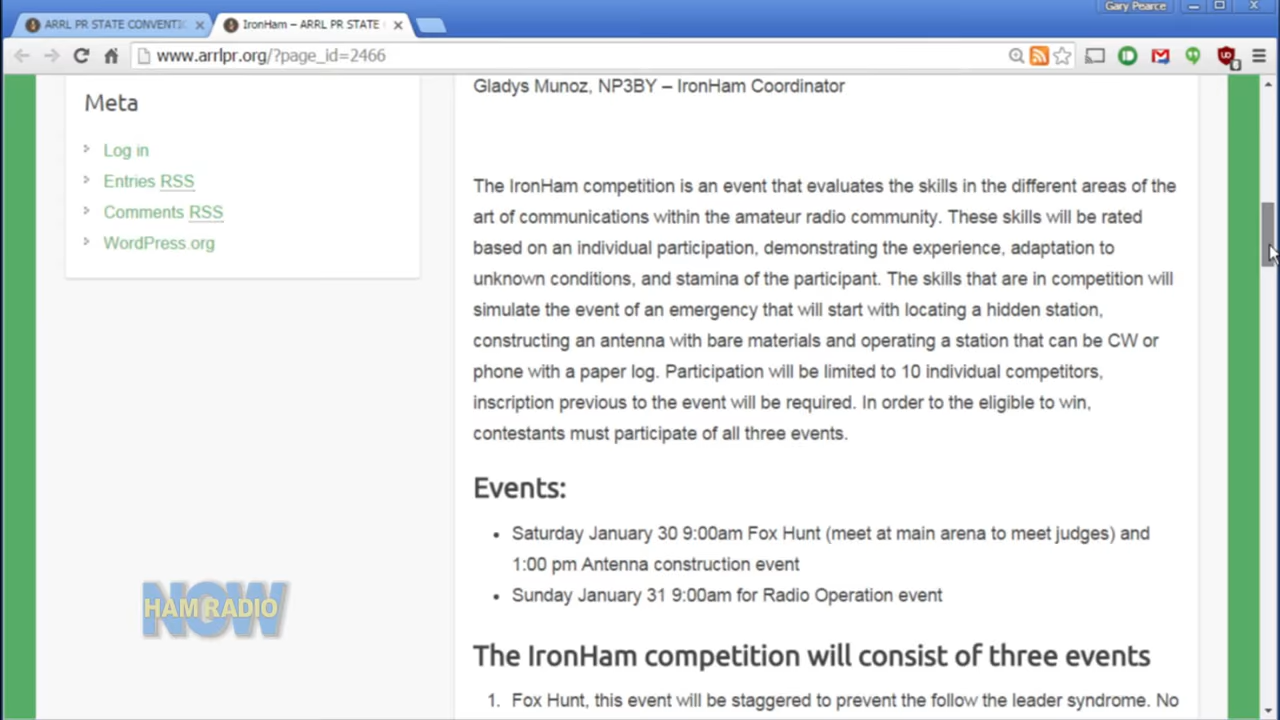 Gary Pearce
ARRL PR STATE CONVENTI
IronHam – ARRL PR STATE
www.arrlpr.org/?page_id=2466
Gladys Munoz, NP3BY – IronHam Coordinator
Meta
Log in
Entries RSS
Comments RSS
WordPress.org
The IronHam competition is an event that evaluates the skills in the different areas of the
art of communications within the amateur radio community. These skills will be rated
based on an individual participation, demonstrating the experience, adaptation to
unknown conditions, and stamina of the participant. The skills that are in competition will
simulate the event of an emergency that will start with locating a hidden station,
constructing an antenna with bare materials and operating a station that can be CW or
phone with a paper log. Participation will be limited to 10 individual competitors,
inscription previous to the event will be required. In order to the eligible to win,
contestants must participate of all three events.
Events:
Saturday January 30 9:00am Fox Hunt (meet at main arena to meet judges) and
1:00 pm Antenna construction event
Sunday January 31 9:00am for Radio Operation event
NOW
HAM RADIO
The IronHam competition will consist of three events
1. Fox Hunt, this event will be staggered to prevent the follow the leader syndrome. No